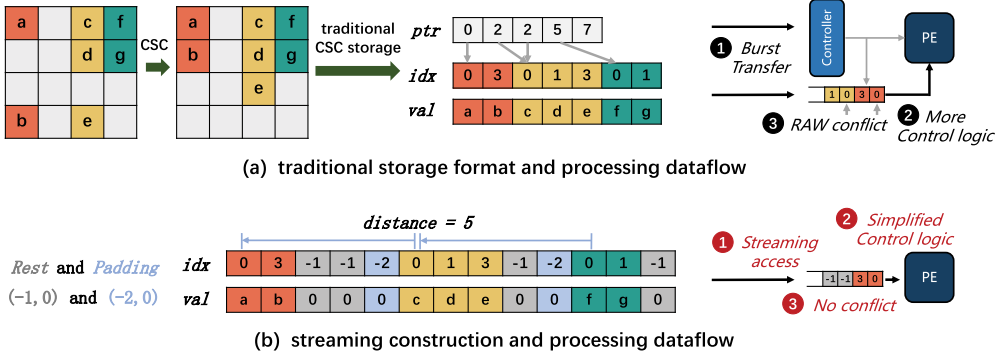 a c f
d g
b e
CSC
a c f
b d g
e
traditional
CSC storage
ptr 0 2 2 5 7
idx 0 3 0 1 3 0 1
val a b c d e f g
1 Burst
Transfer
Controller
PE
1 0 3 0
3 RAW conflict
2 More
Control logic
(a) traditional storage format and processing dataflow
distance = 5
Rest and Padding
(-1,0) and (-2,0)
idx 0 3 -1 -1 -2 0 1 3 -1 -2 0 1 -1
val a b 0 0 0 c d e 0 0 f g 0
1 Streaming
access
2 Simplified
Control logic
-1 -1 3 0
PE
3 No conflict
(b) streaming construction and processing dataflow